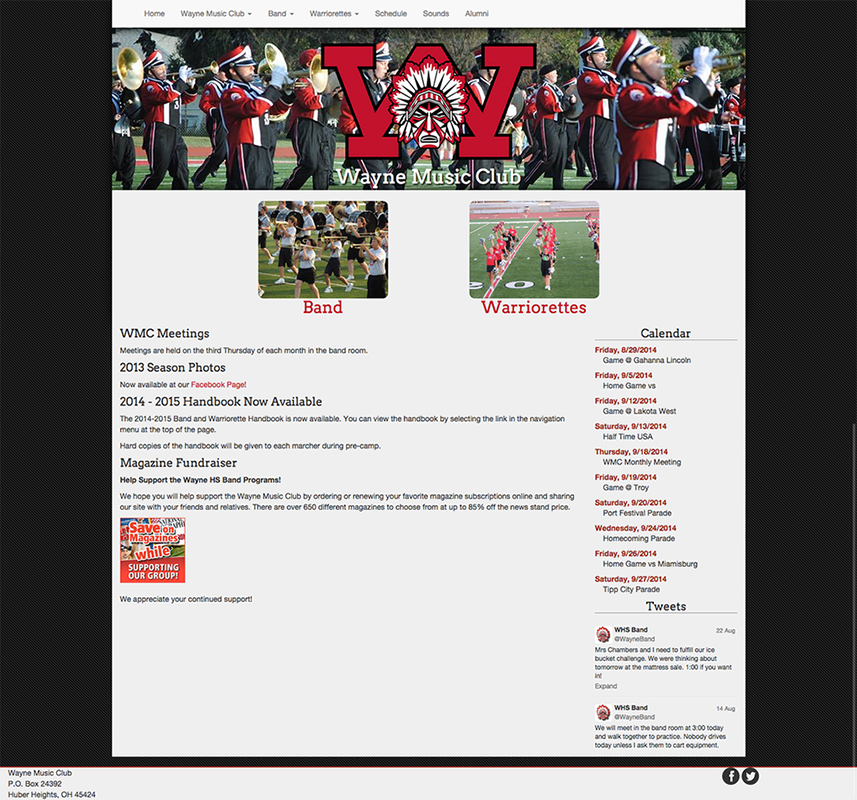 Home Wayne Music Club Band Warriorettes Schedule Sounds Alumni
W
Wayne Music Club
Band
Warriorettes
WMC Meetings
Meetings are held on the third Thursday of each month in the band room.
2013 Season Photos
Now available at our Facebook Page!
2014 - 2015 Handbook Now Available
The 2014-2015 Band and Warriorette Handbook is now available. You can view the handbook by selecting the link in the navigation
menu at the top of the page.
Hard copies of the handbook will be given to each marcher during pre-camp.
Magazine Fundraiser
Help Support the Wayne HS Band Programs!
We hope you will help support the Wayne Music Club by ordering or renewing your favorite magazine subscriptions online and sharing
our site with your friends and relatives. There are over 650 different magazines to choose from at up to 85% off the news stand price.
Save on
Magazines
while
SUPPORTING
OUR GROUP!
We appreciate your continued support!
Calendar
Friday, 8/29/2014
Game @ Gahanna Lincoln
Friday, 9/5/2014
Home Game vs
Friday, 9/12/2014
Game @ Lakota West
Saturday, 9/13/2014
Half Time USA
Thursday, 9/18/2014
WMC Monthly Meeting
Friday, 9/19/2014
Game @ Troy
Saturday, 9/20/2014
Port Festival Parade
Wednesday, 9/24/2014
Homecoming Parade
Friday, 9/26/2014
Home Game vs Miamisburg
Saturday, 9/27/2014
Tipp City Parade
Tweets
WHS Band 22 Aug
@WayneBand
Mrs Chambers and I need to fulfill our ice
bucket challenge. We were thinking about
tomorrow at the mattress sale. 1:00 if you want
in!
Expand
WHS Band 14 Aug
@WayneBand
We will meet in the band room at 3:00 today
and walk together to practice. Nobody drives
today unless I ask them to cart equipment.
Wayne Music Club
P.O. Box 24392
Huber Heights, OH 45424